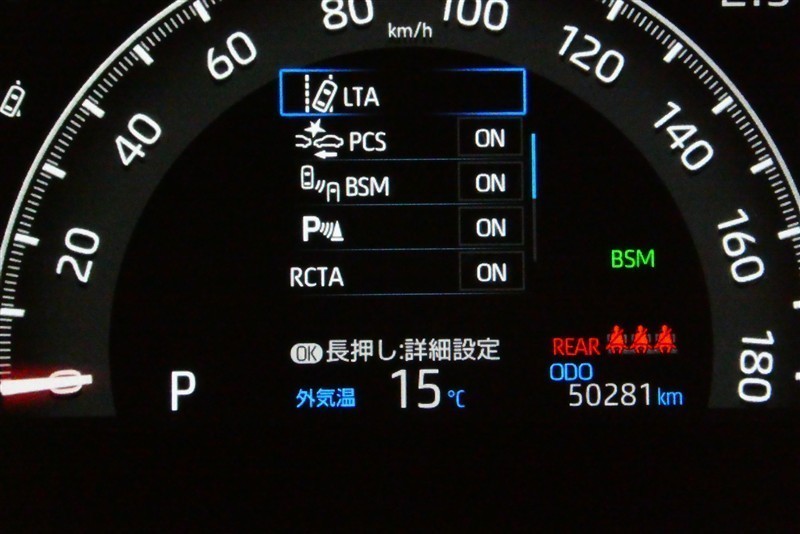 20
40
60
80
100
120
140
160
180
km/h
LTA
PCS ON
BSM ON
P ON
RCTA ON
BSM
OK 長押し:詳細設定
REAR
外気温 15 °C
ODO
50281 km
P